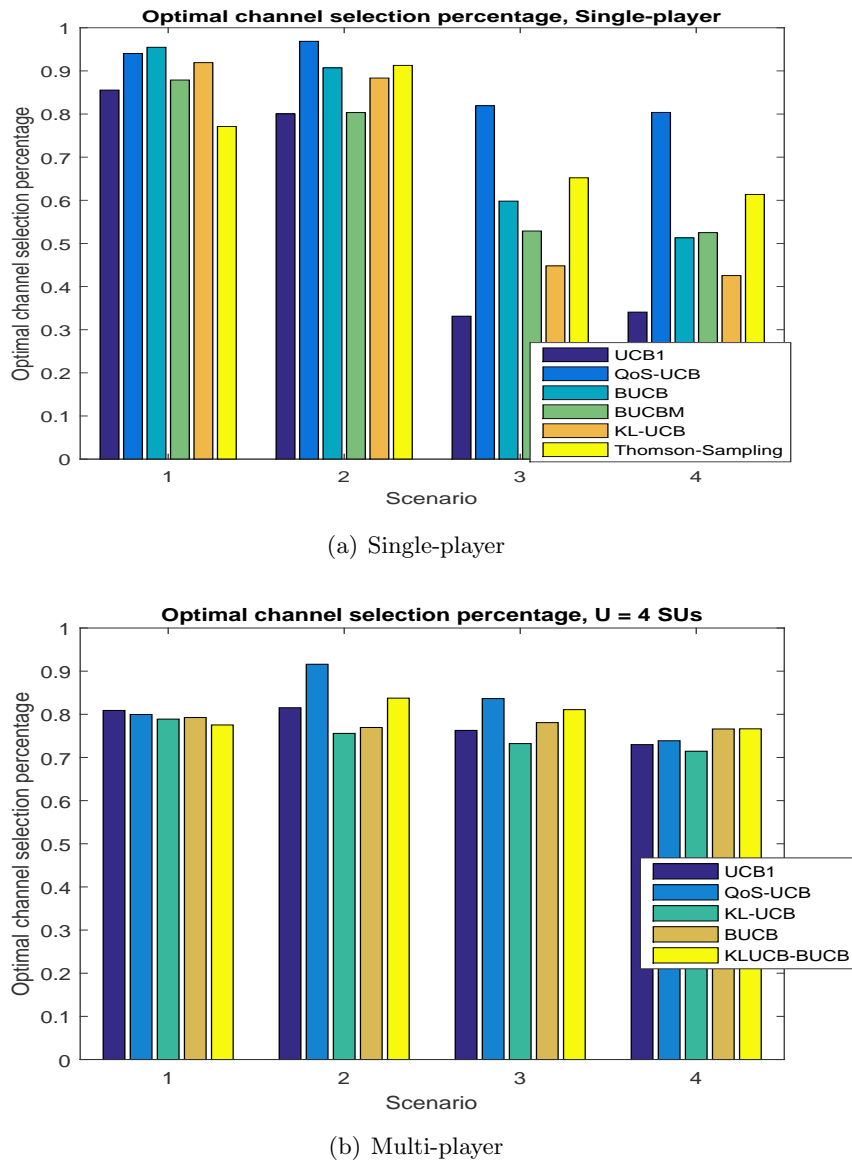 Optimal channel selection percentage, Single-player
Optimal channel selection percentage
1
0.9
0.8
0.7
0.6
0.5
0.4
0.3
0.2
0.1
0
UCB1
QoS-UCB
BUCB
BUCBM
KL-UCB
Thomson-Sampling
1 2 3 4
Scenario
(a) Single-player
Optimal channel selection percentage, U = 4 SUs
Optimal channel selection percentage
1
0.9
0.8
0.7
0.6
0.5
0.4
0.3
0.2
0.1
0
UCB1
QoS-UCB
KL-UCB
BUCB
KLUCB-BUCB
1 2 3 4
Scenario
(b) Multi-player